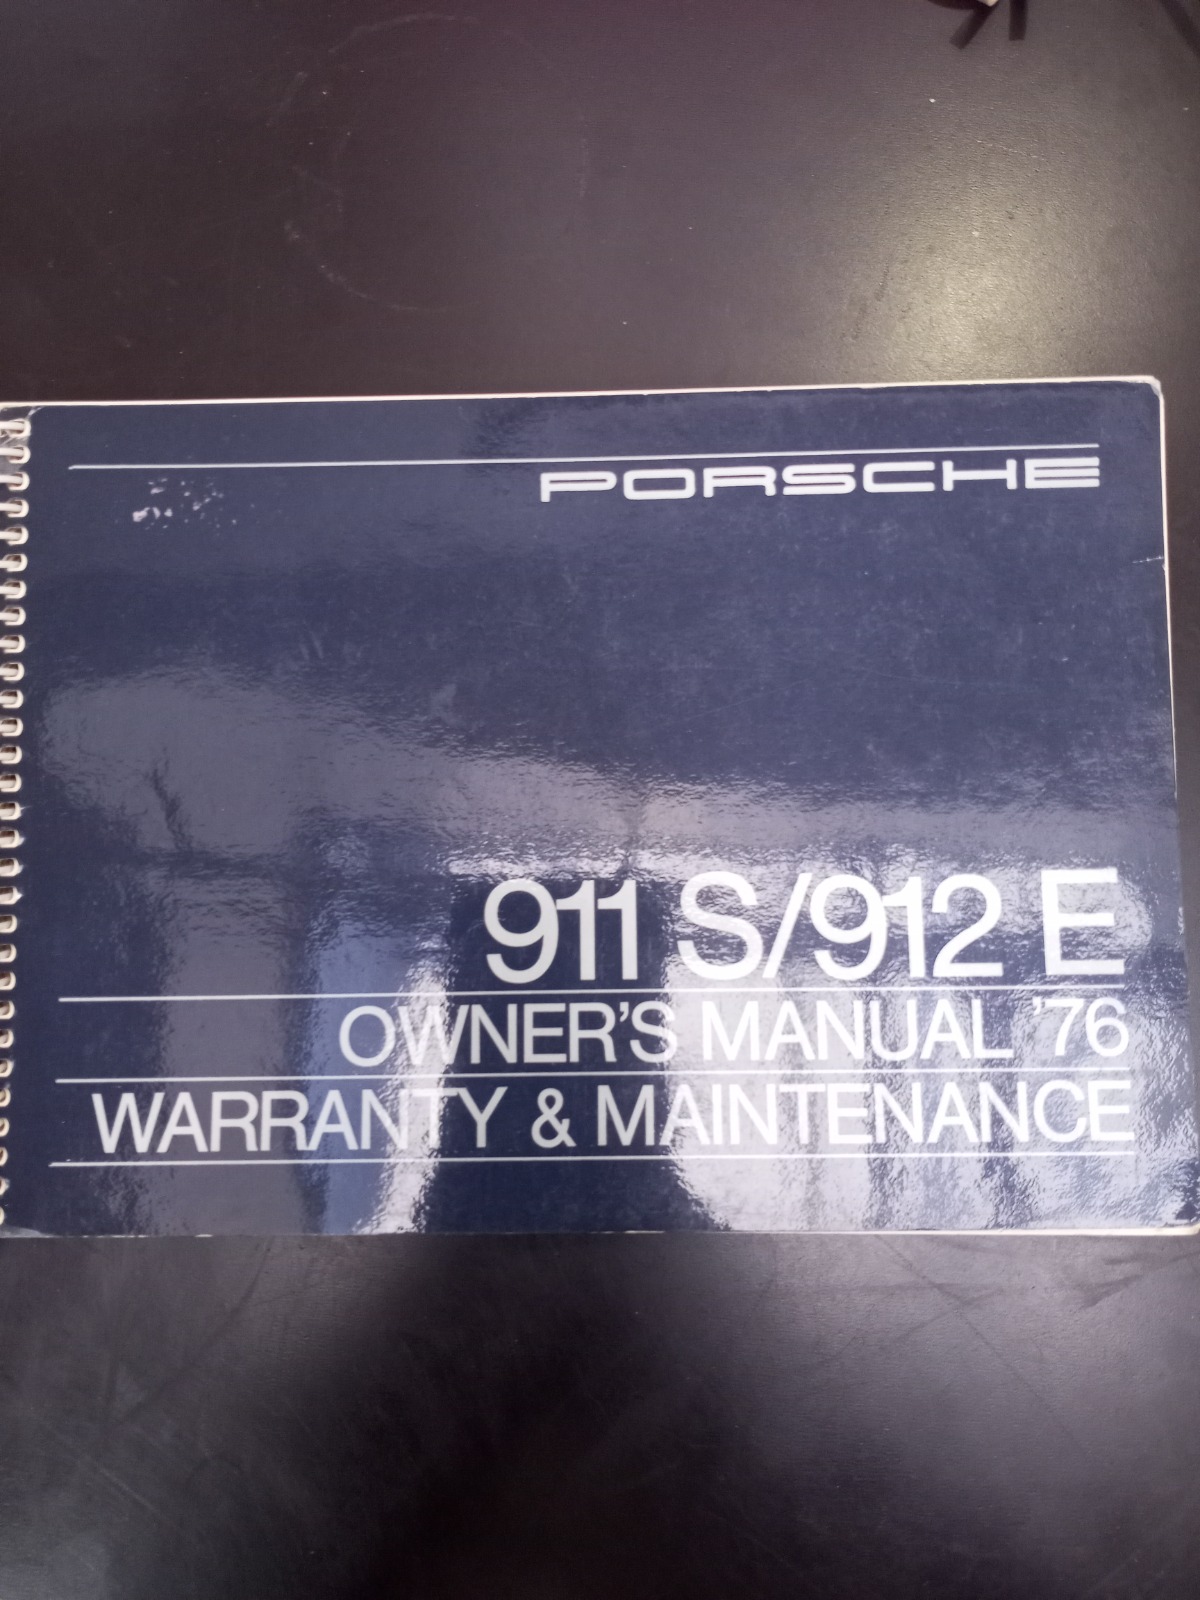 PORSCHE
911 S/912 E
OWNER'S MANUAL '76
WARRANTY & MAINTENANCE